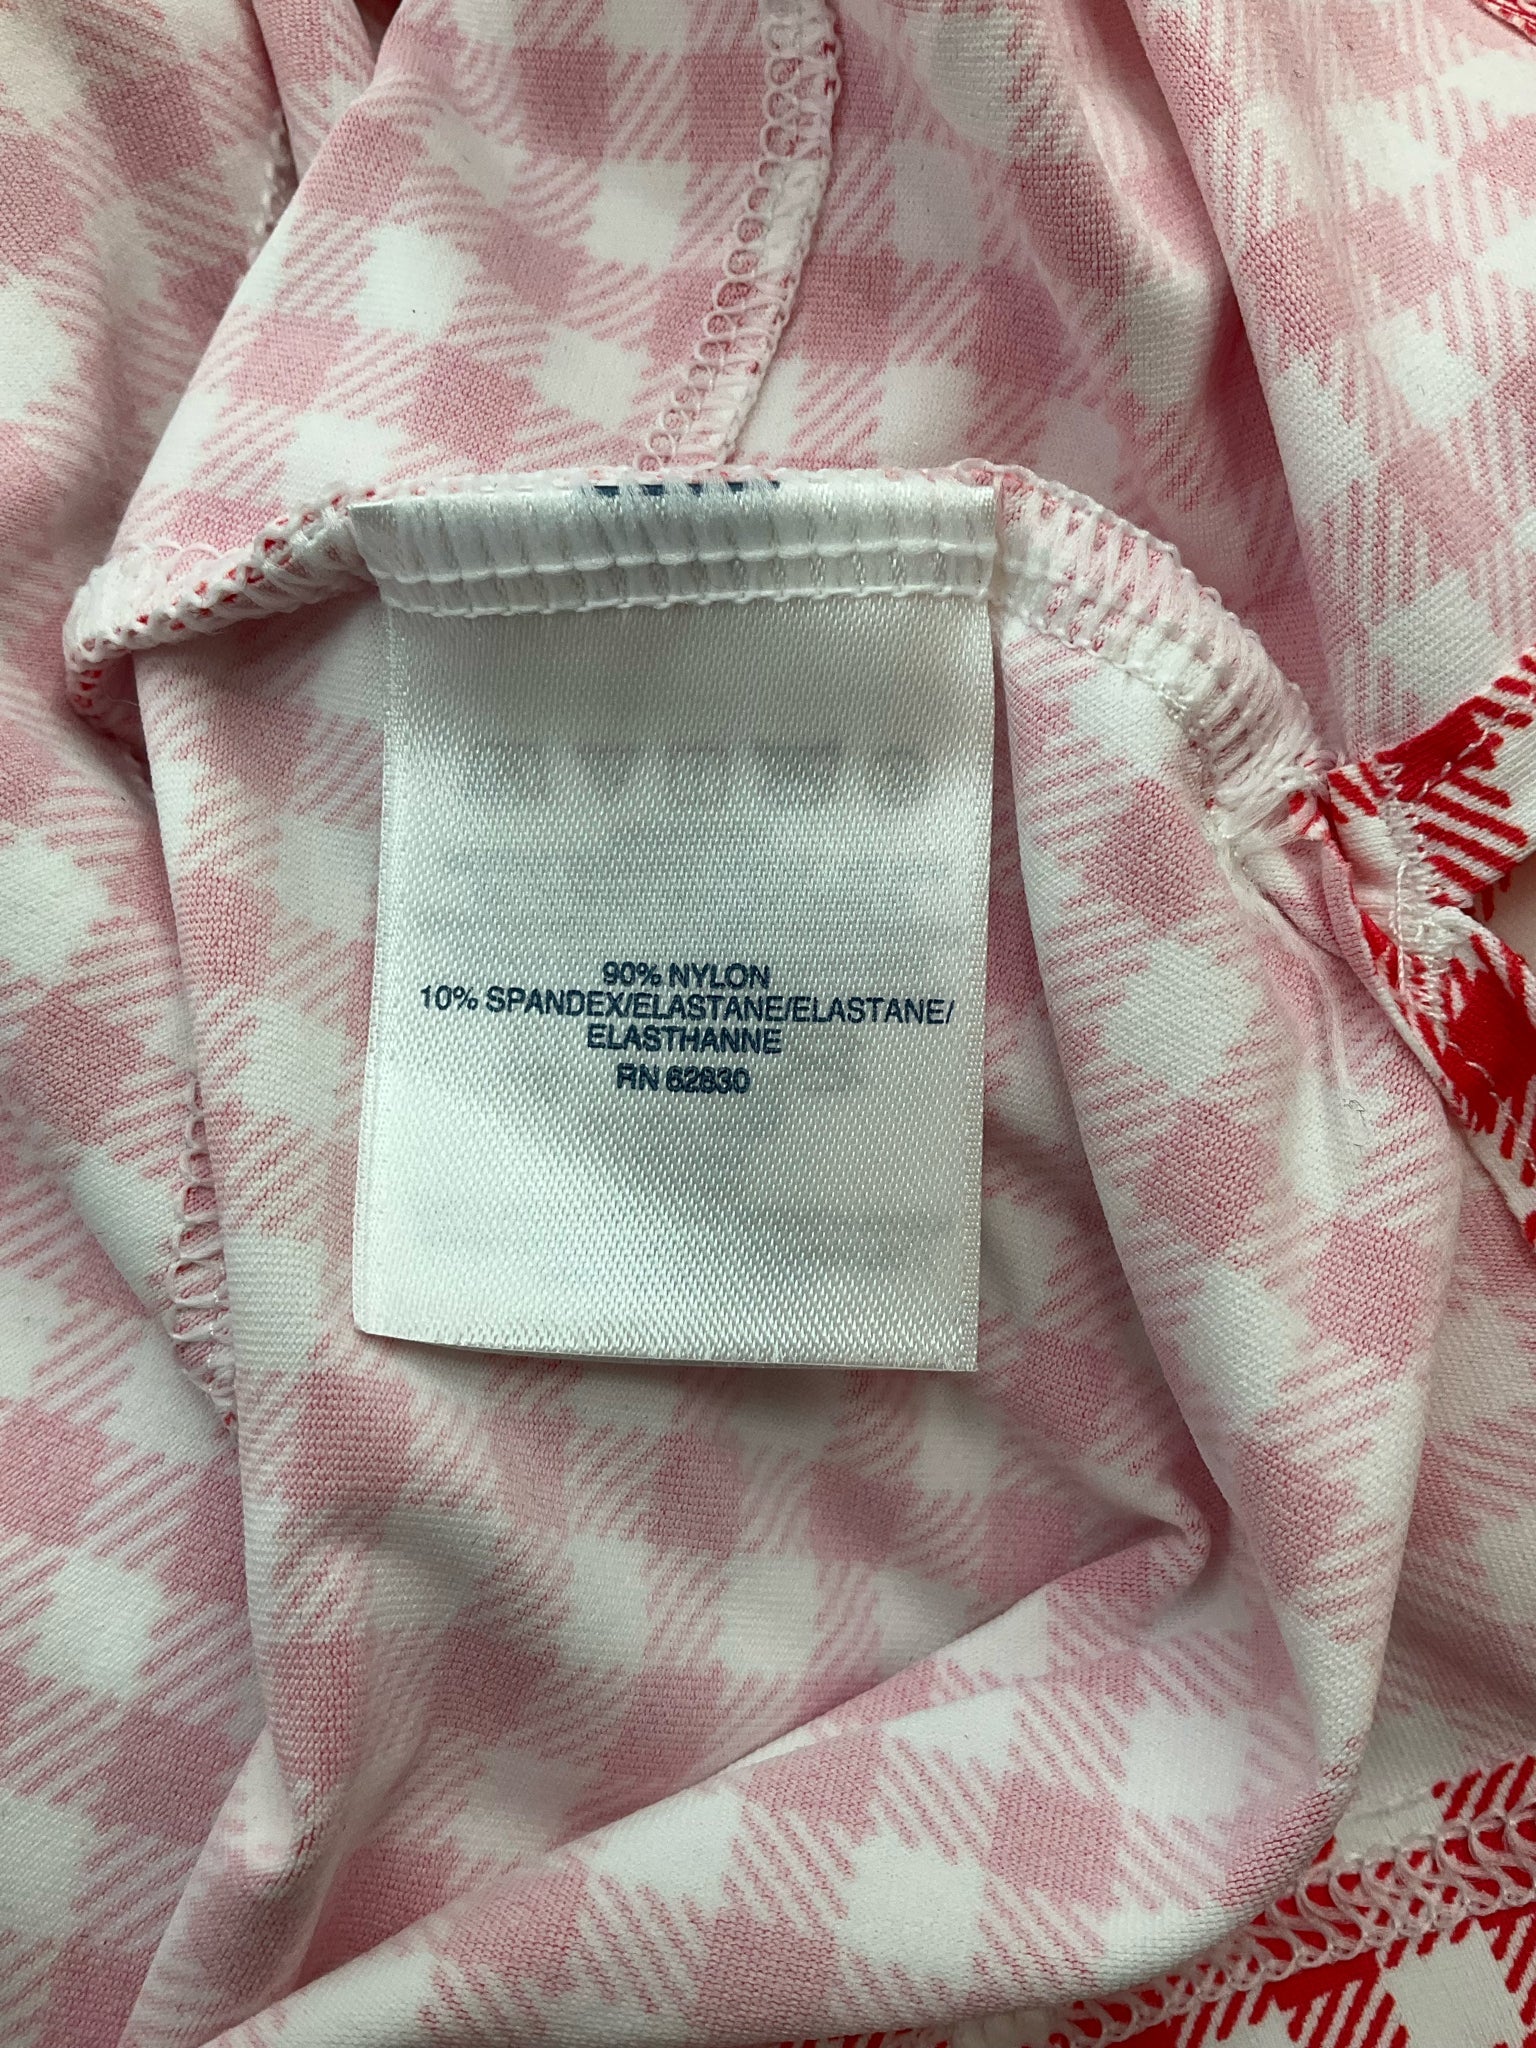 90% NYLON
10% SPANDEX/ELASTANE/ELASTANE/
ELASTHANNE
RN 62830